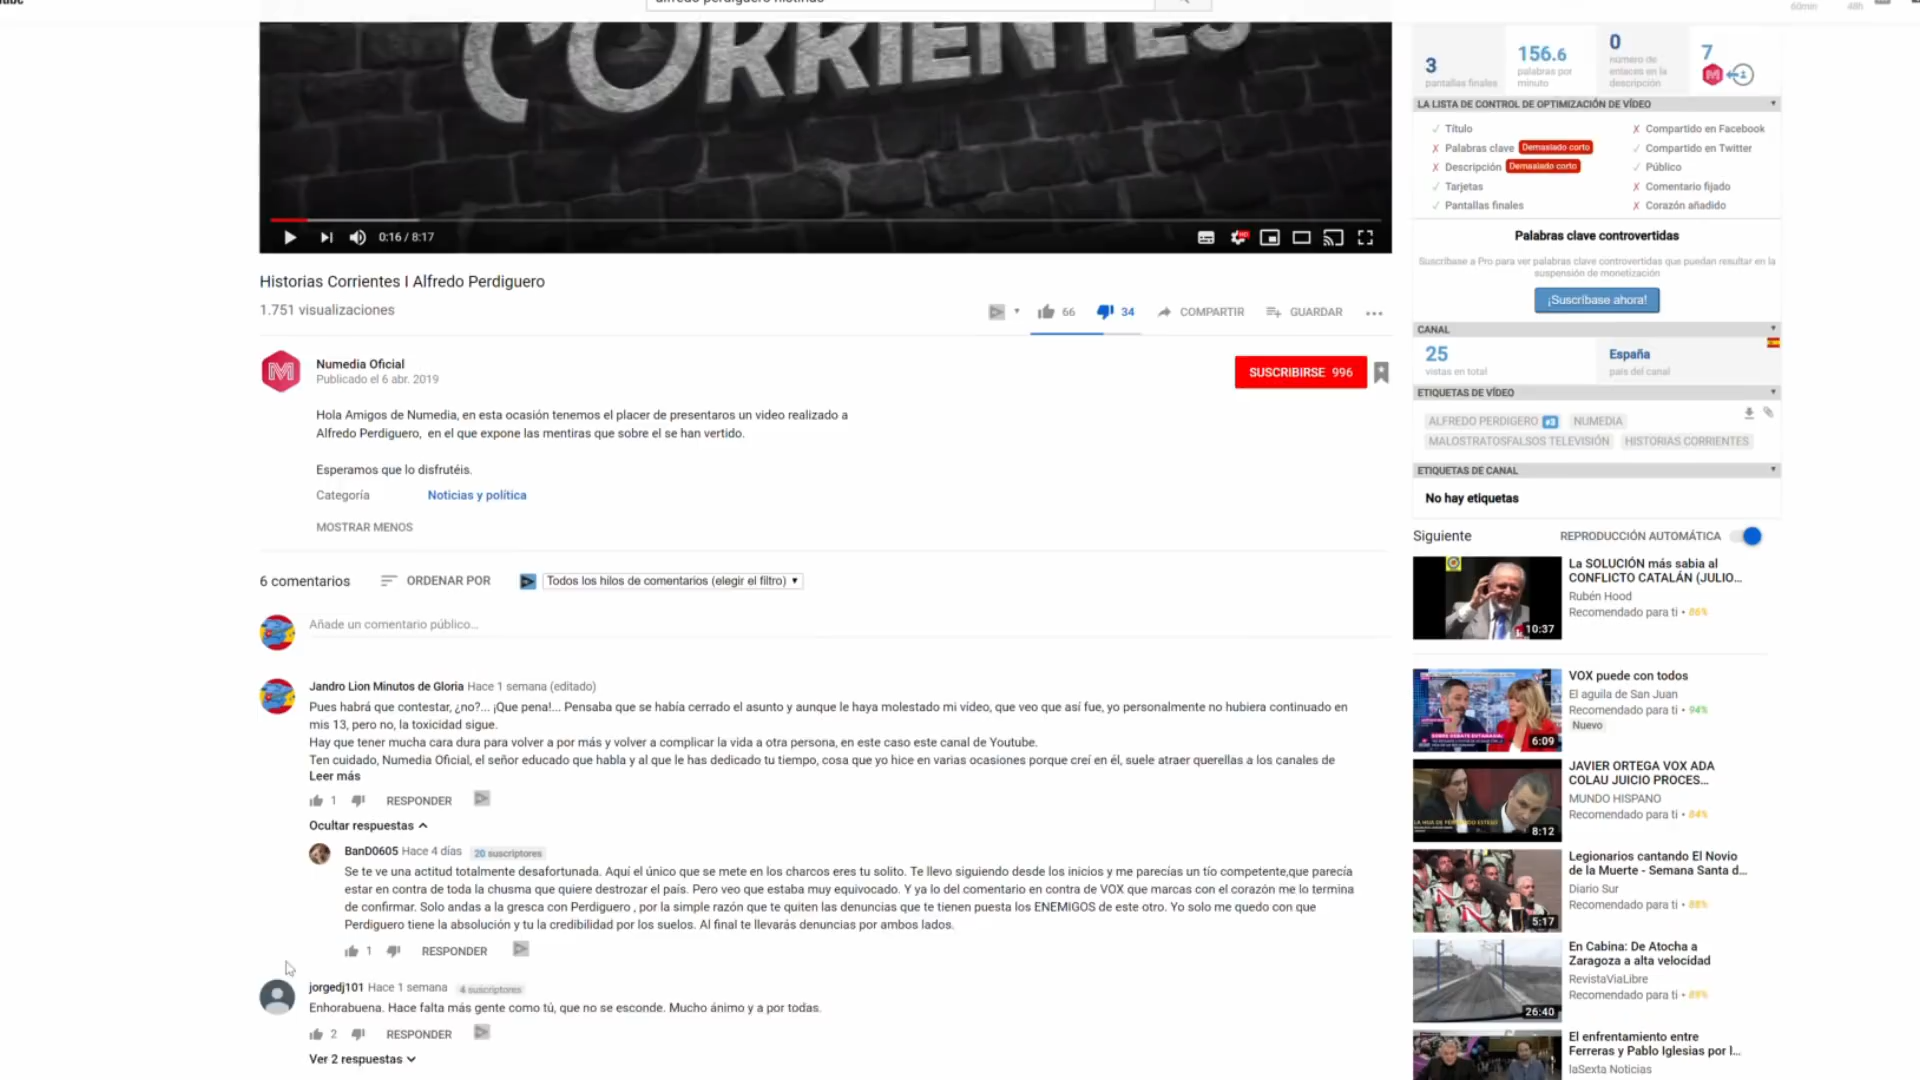 CORRIENTES
0:16 / 8:17
Historias Corrientes I Alfredo Perdiguero
1.751 visualizaciones
66
34
COMPARTIR
GUARDAR
Numedia Oficial
Publicado el 6 abr. 2019
SUSCRIBIRSE 996
Hola Amigos de Numedia, en esta ocasión tenemos el placer de presentaros un video realizado a
Alfredo Perdiguero, en el que expone las mentiras que sobre el se han vertido.
Esperamos que lo disfrutéis.
Categoría
Noticias y política
MOSTRAR MENOS
6 comentarios
ORDENAR POR
Todos los hilos de comentarios (elegir el filtro)
Añade un comentario público...
Jandro Lion Minutos de Gloria Hace 1 semana (editado)
Pues habrá que contestar, ¿no?... ¡Que pena!... Pensaba que se había cerrado el asunto y aunque le haya molestado mi vídeo, que veo que así fue, yo personalmente no hubiera continuado en
mis 13, pero no, la toxicidad sigue.
Hay que tener mucha cara dura para volver a por más y volver a complicar la vida a otra persona, en este caso este canal de Youtube.
Ten cuidado, Numedia Oficial, el señor educado que habla y al que le has dedicado tu tiempo, cosa que yo hice en varias ocasiones porque creí en él, suele atraer querellas a los canales de
Leer más
1
RESPONDER
Ocultar respuestas
BanD0605 Hace 4 días 20 suscriptores
Se te ve una actitud totalmente desafortunada. Aquí el único que se mete en los charcos eres tu solito. Te llevo siguiendo desde los inicios y me parecías un tío competente,que parecía
estar en contra de toda la chusma que quiere destrozar el país. Pero veo que estaba muy equivocado. Y ya lo del comentario en contra de VOX que marcas con el corazón me lo termina
de confirmar. Solo andas a la gresca con Perdiguero , por la simple razón que te quiten las denuncias que te tienen puesta los ENEMIGOS de este otro. Yo solo me quedo con que
Perdiguero tiene la absolución y tu la credibilidad por los suelos. Al final te llevarás denuncias por ambos lados.
1
RESPONDER
jorgedj101 Hace 1 semana 4 suscriptores
Enhorabuena. Hace falta más gente como tú, que no se esconde. Mucho ánimo y a por todas.
2
RESPONDER
Ver 2 respuestas
60min
48h
3
pantallas finales
156.6
palabras por
minuto
0
número de
enlaces en la
descripción
7
LA LISTA DE CONTROL DE OPTIMIZACIÓN DE VÍDEO
Título
Palabras clave Demasiado corto
Descripción Demasiado corto
Tarjetas
Pantallas finales
Compartido en Facebook
Compartido en Twitter
Público
Comentario fijado
Corazón añadido
Palabras clave controvertidas
Suscríbase a Pro para ver palabras clave controvertidas que puedan resultar en la
suspensión de monetización
¡Suscríbase ahora!
CANAL
25
vistas en total
España
país del canal
ETIQUETAS DE VÍDEO
ALFREDO PERDIGERO #3
NUMEDIA
MALOSTRATOSFALSOS TELEVISIÓN
HISTORIAS CORRIENTES
ETIQUETAS DE CANAL
No hay etiquetas
Siguiente
REPRODUCCIÓN AUTOMÁTICA
10:37
La SOLUCIÓN más sabia al
CONFLICTO CATALÁN (JULIO...
Rubén Hood
Recomendado para ti • 86%
6:09
VOX puede con todos
El aguila de San Juan
Recomendado para ti • 94%
Nuevo
8:12
JAVIER ORTEGA VOX ADA
COLAU JUICIO PROCES...
MUNDO HISPANO
Recomendado para ti • 84%
5:17
Legionarios cantando El Novio
de la Muerte - Semana Santa d...
Diario Sur
Recomendado para ti • 88%
26:40
En Cabina: De Atocha a
Zaragoza a alta velocidad
RevistaViaLibre
Recomendado para ti • 89%
El enfrentamiento entre
Ferreras y Pablo Iglesias por l...
laSexta Noticias